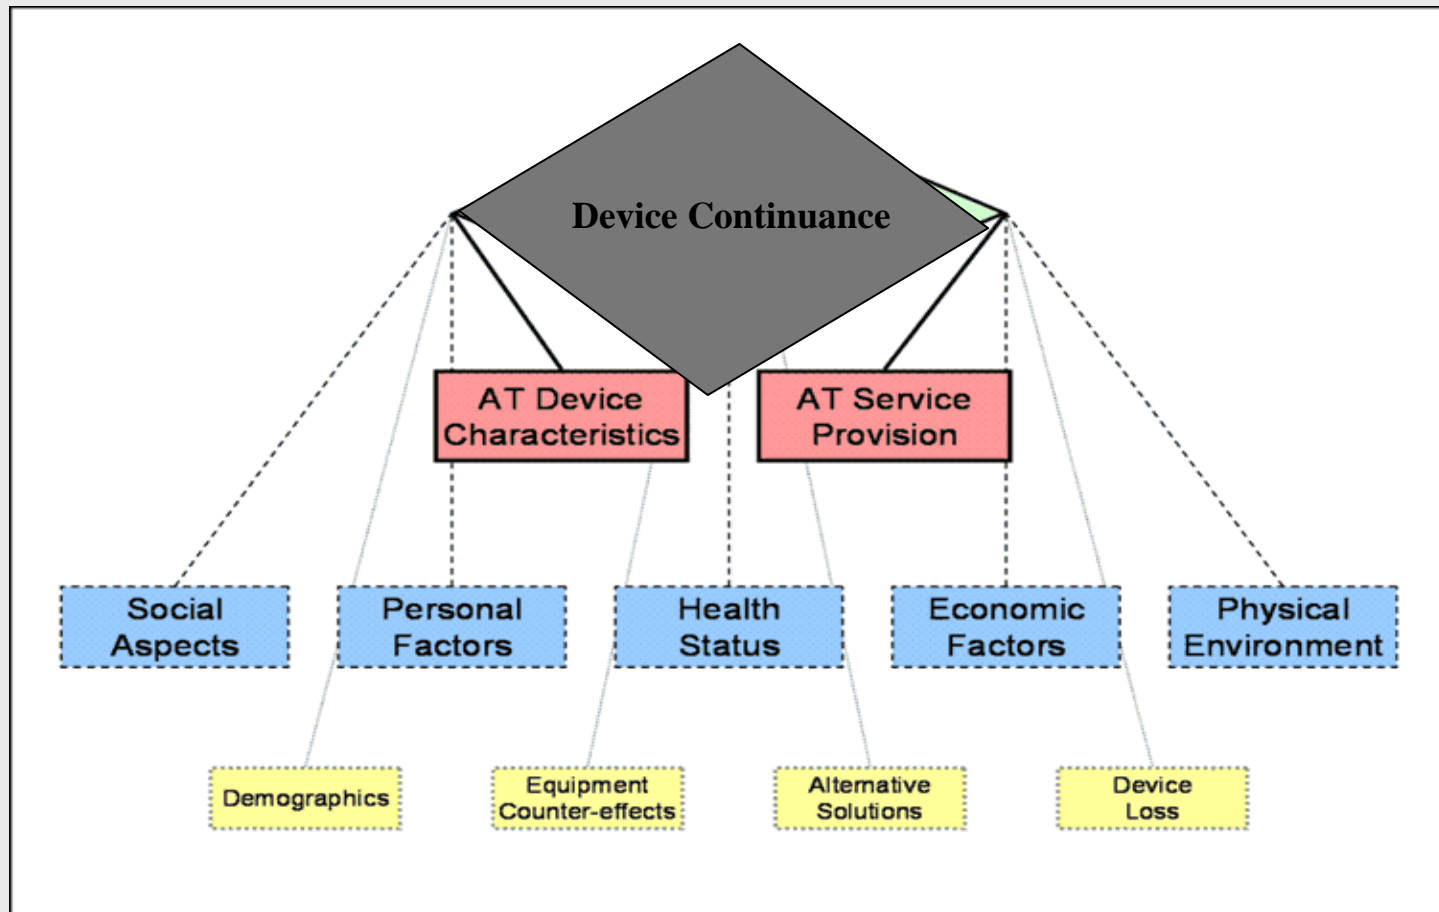 Device Continuance
AT Device
Characteristics
AT Service
Provision
Social
Aspects
Personal
Factors
Health
Status
Economic
Factors
Physical
Environment
Demographics
Equipment
Counter-effects
Alternative
Solutions
Device
Loss